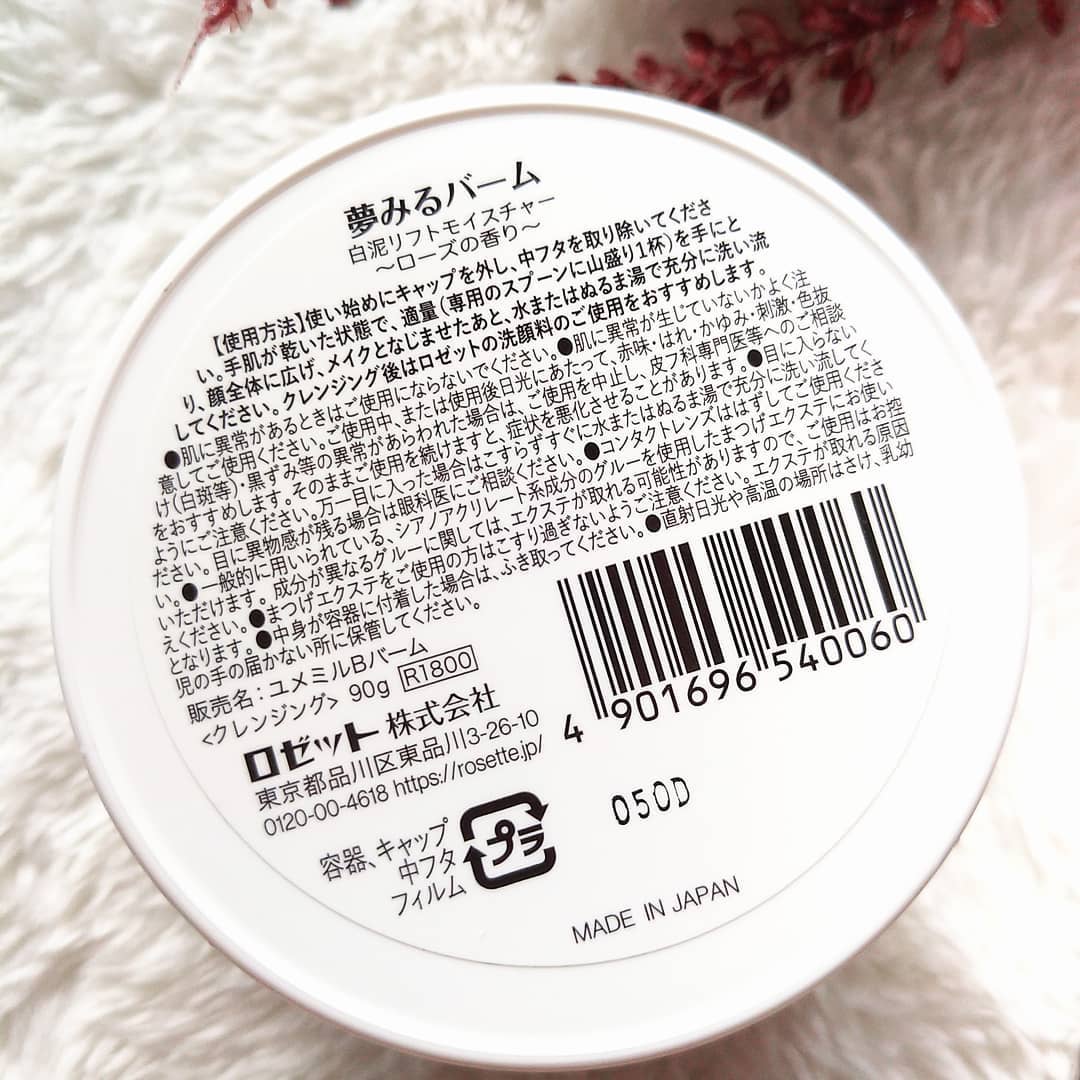 夢みるバーム
白泥リフトモイスチャー
～ローズの香り～
【使用方法】使い始めにキャップを外し、中フタを取り除いてくださ
い。手肌が乾いた状態で、適量(専用のスプーンに山盛り1杯)を手にと
り、顔全体に広げ、メイクとなじませたあと、水またはぬるま湯で充分に洗い流
してください。クレンジング後はロゼットの洗顔料のご使用をおすすめします。
●肌に異常があるときはご使用にならないでください。●肌に異常が生じていないかよく注
意してご使用ください。ご使用中、または使用後日光にあたって、赤味・はれ・かゆみ・刺激・色抜
け(白斑等)・黒ずみ等の異常があらわれた場合は、ご使用を中止し、皮フ科専門医等へのご相談
をおすすめします。そのままご使用を続けますと、症状を悪化させることがあります。●目に入らない
ようにご注意ください。万一目に入った場合はこすらずすぐに水またはぬるま湯で充分に洗い流してく
ださい。目に異物感が残る場合は眼科医にご相談ください。●コンタクトレンズははずしてご使用くださ
い。●一般的に用いられている、シアノアクリレート系成分のグルーを使用したまつげエクステにお使い
いただけます。成分が異なるグルーに関しては、エクステが取れる可能性がありますので、ご使用はお控
えください。●まつげエクステをご使用の方はこすり過ぎないようご注意ください。エクステが取れる原因
となります。●中身が容器に付着した場合は、ふき取ってください。●直射日光や高温の場所はさけ、乳幼
児の手の届かない所に保管してください。
販売名：ユメミルBバーム
<クレンジング> 90g R1800
ロゼット株式会社
東京都品川区東品川3-26-10
0120-00-4618 https://rosette.jp/
容器、キャップ
中フタ
フィルム
プラ
4 901696 540060
050D
MADE IN JAPAN